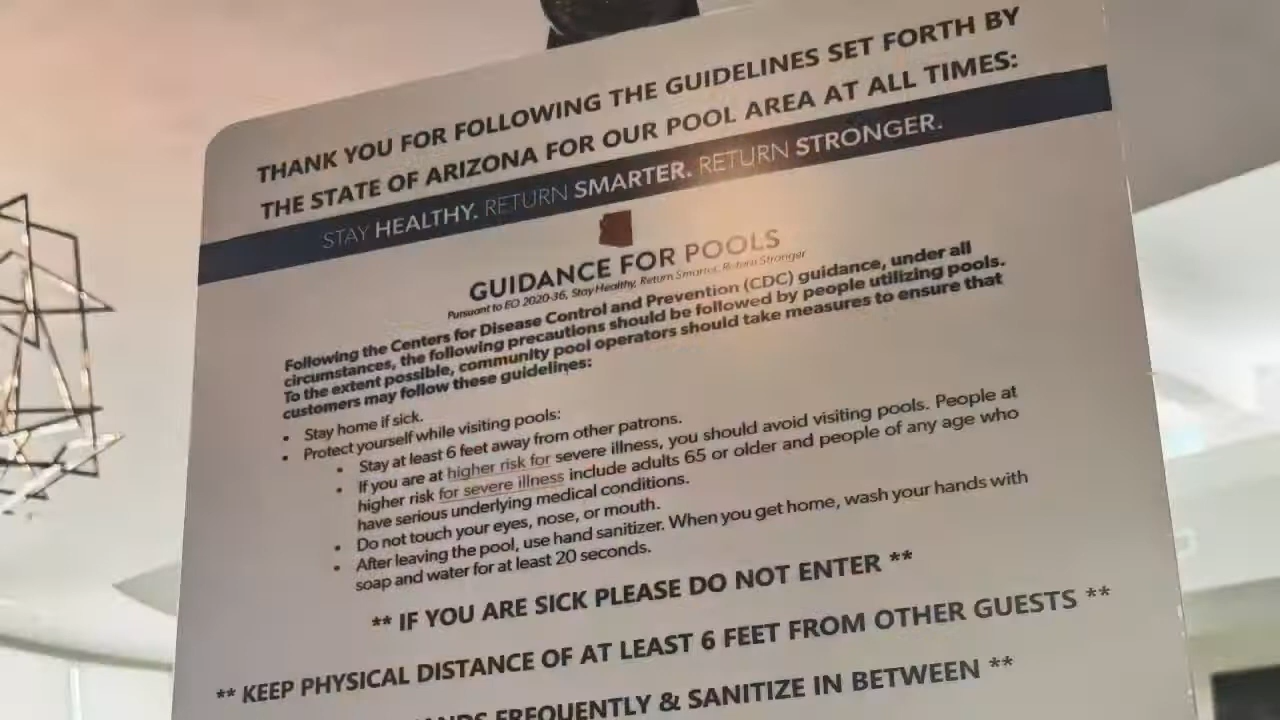 THANK YOU FOR FOLLOWING THE GUIDELINES SET FORTH BY
THE STATE OF ARIZONA FOR OUR POOL AREA AT ALL TIMES:
STAY HEALTHY. RETURN SMARTER. RETURN STRONGER.
GUIDANCE FOR POOLS
Pursuant to EO 2020-36, Stay Healthy, Return Smarter, Return Stronger
Following the Centers for Disease Control and Prevention (CDC) guidance, under all
circumstances, the following precautions should be followed by people utilizing pools.
To the extent possible, community pool operators should take measures to ensure that
customers may follow these guidelines:
• Stay home if sick.
• Protect yourself while visiting pools:
• Stay at least 6 feet away from other patrons.
• If you are at higher risk for severe illness, you should avoid visiting pools. People at
higher risk for severe illness include adults 65 or older and people of any age who
have serious underlying medical conditions.
• Do not touch your eyes, nose, or mouth.
• After leaving the pool, use hand sanitizer. When you get home, wash your hands with
soap and water for at least 20 seconds.
** IF YOU ARE SICK PLEASE DO NOT ENTER **
** KEEP PHYSICAL DISTANCE OF AT LEAST 6 FEET FROM OTHER GUESTS **
FREQUENTLY & SANITIZE IN BETWEEN **